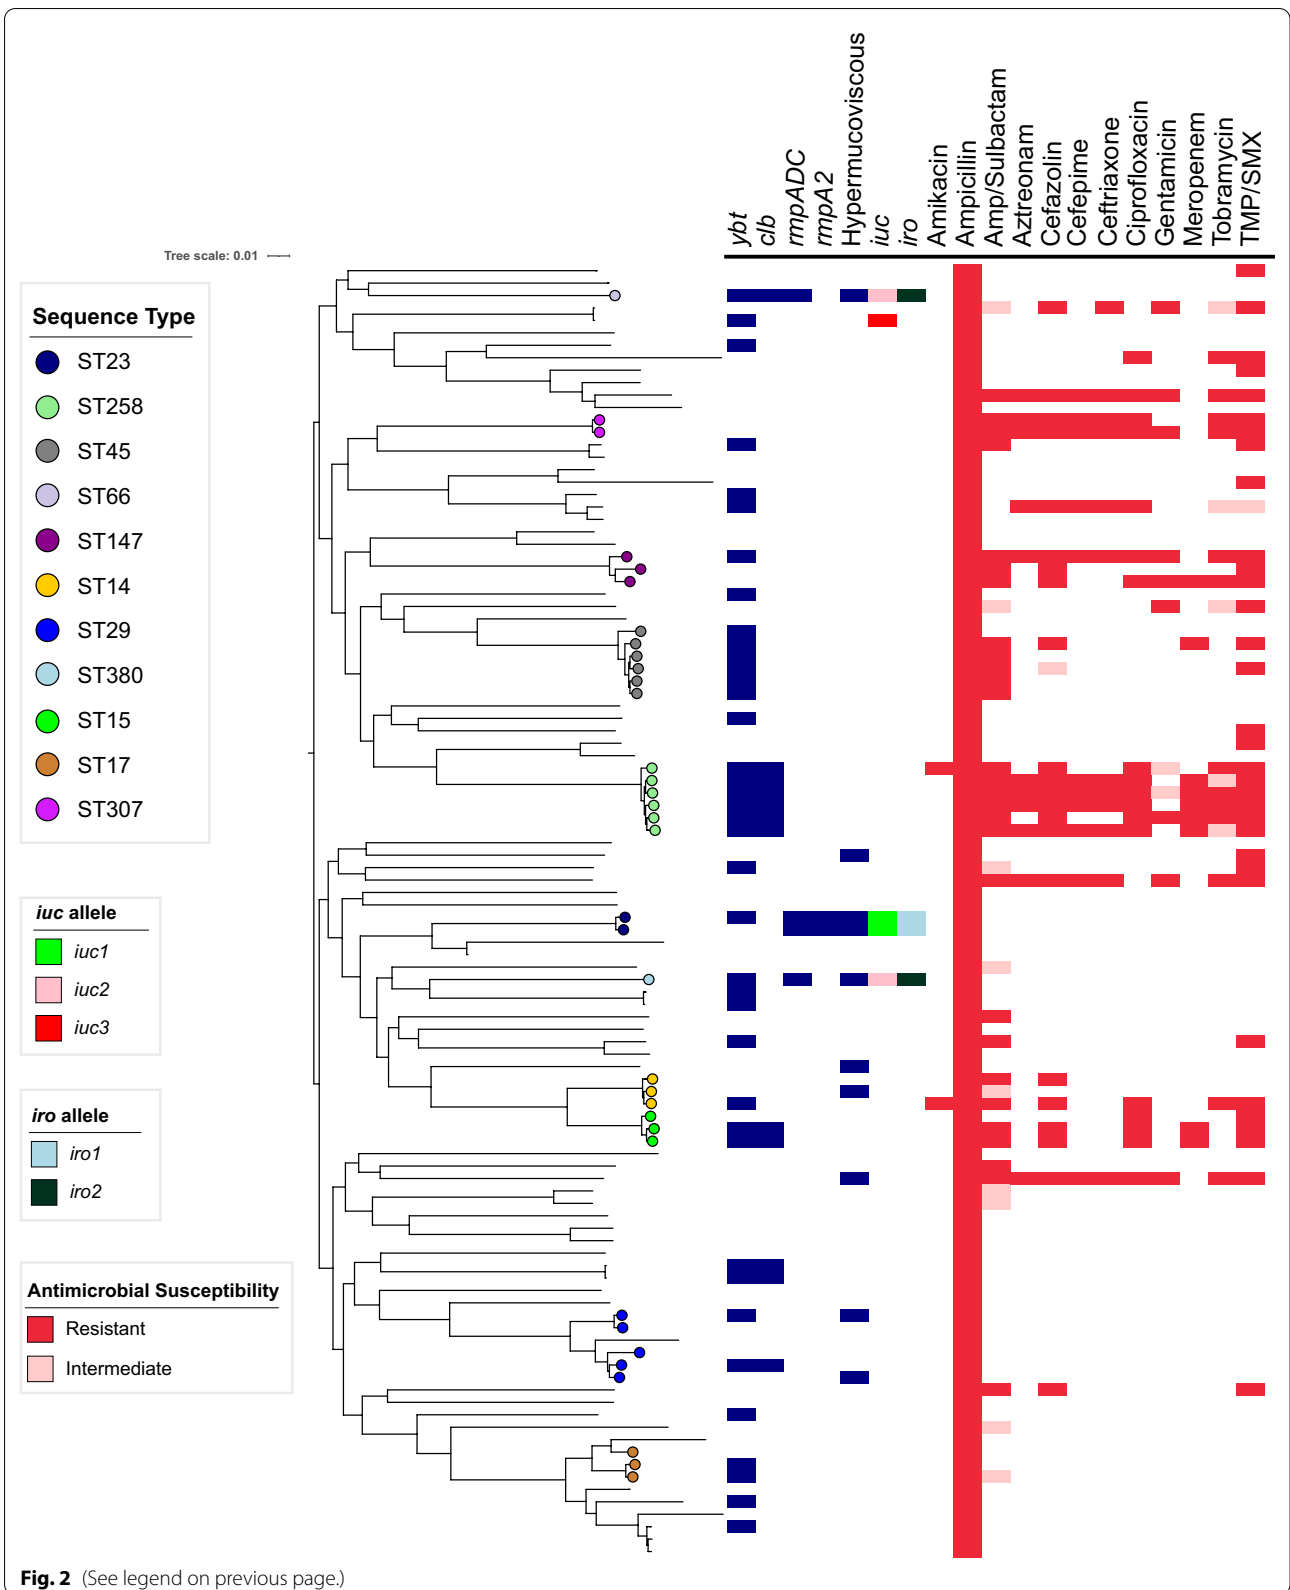 ybt
clb
rmpADC
rmpA2
Hypermucoviscous
iuc
iro
Amikacin
Ampicillin
Amp/Sulbactam
Aztreonam
Cefazolin
Cefepime
Ceftriaxone
Ciprofloxacin
Gentamicin
Meropenem
Tobramycin
TMP/SMX
Tree scale: 0.01
Sequence Type
ST23
ST258
ST45
ST66
ST147
ST14
ST29
ST380
ST15
ST17
ST307
iuc allele
iuc1
iuc2
iuc3
iro allele
iro1
iro2
Antimicrobial Susceptibility
Resistant
Intermediate
Fig. 2 (See legend on previous page.)